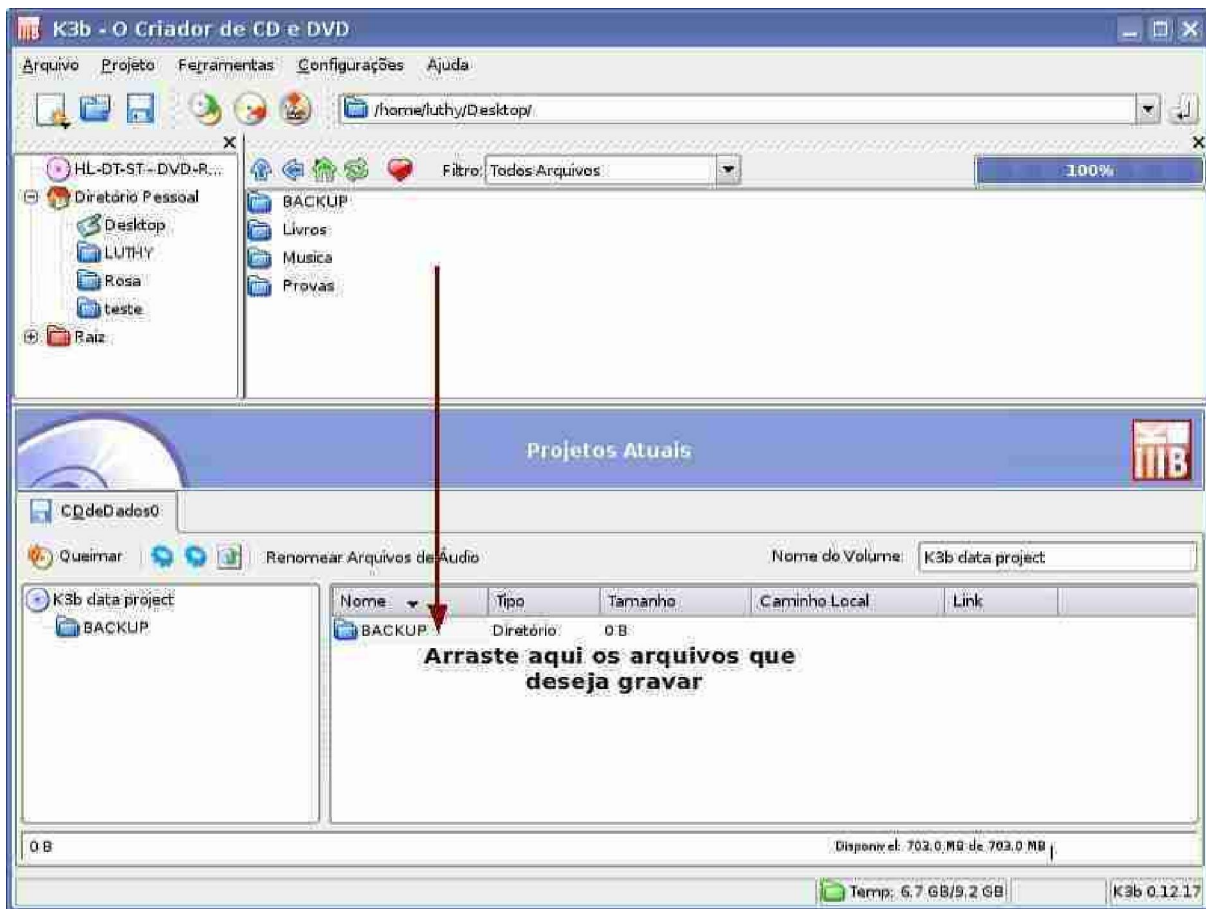 K3b - O Criador de CD e DVD
Arquivo Projeto Ferramentas Configurações Ajuda
/home/luthy/Desktop/
HL-DT-ST - DVD-R...
Diretório Pessoal
Desktop
LUTHY
Rosa
teste
Raiz
Filtro: Todos Arquivos
100%
BACKUP
Livros
Musica
Provas
Projetos Atuais
K3B
CDdeDados0
Queimar
Renomear Arquivos de Áudio
Nome do Volume: K3b data project
K3b data project
BACKUP
Nome Tipo Tamanho Caminho Local Link
BACKUP Diretório 0 B
Arraste aqui os arquivos que
deseja gravar
0 B
Disponível: 703.0 MB de 703.0 MB
Temp: 6.7 GB/9.2 GB
K3b 0.12.17